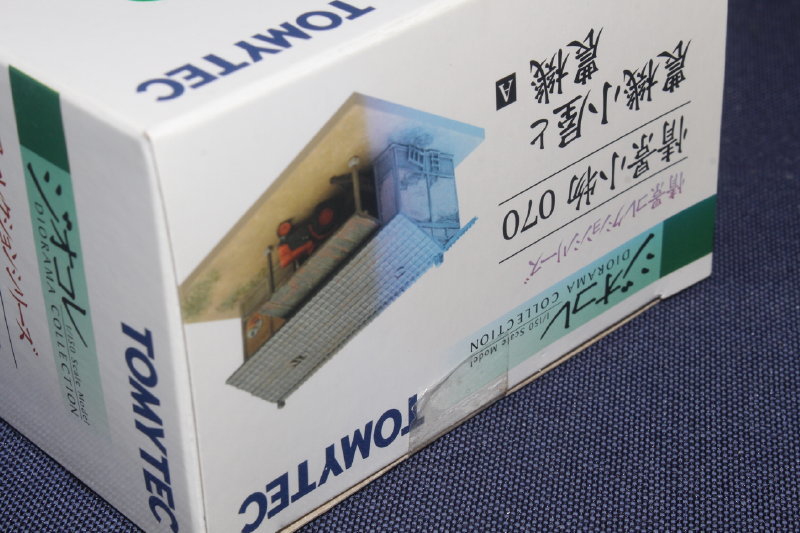 ジオコレ
DIORAMA COLLECTION
1/150 Scale Model
情景コレクションシリーズ
情景小物 070
農機小屋と
農機 A
農機
TOMYTEC
TOMYTEC
ジオコレ
DIORAMA COLLECTION
1/150 Scale Model
TOMYTEC